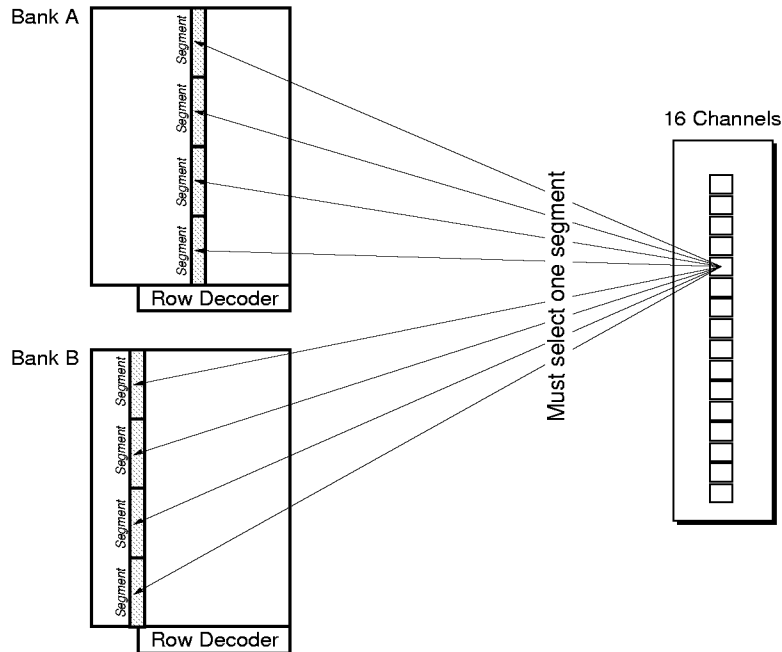 Bank A
Segment
Segment
Segment
Segment
Row Decoder
16 Channels
Must select one segment
Bank B
Segment
Segment
Segment
Segment
Row Decoder